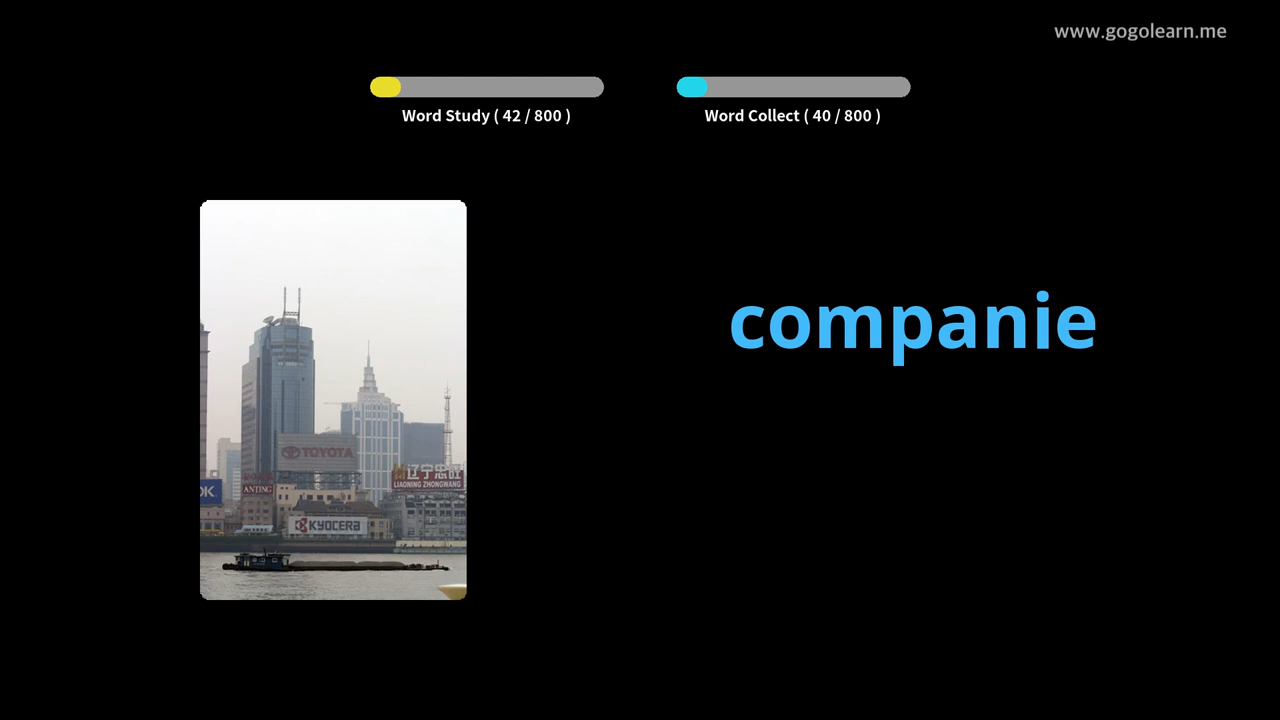 www.gogolearn.me
Word Study ( 42 / 800 )
Word Collect ( 40 / 800 )
companie
TOYOTA
辽宁忠旺
LIAONING ZHONGWANG
ANTING
OK
KYOCERA